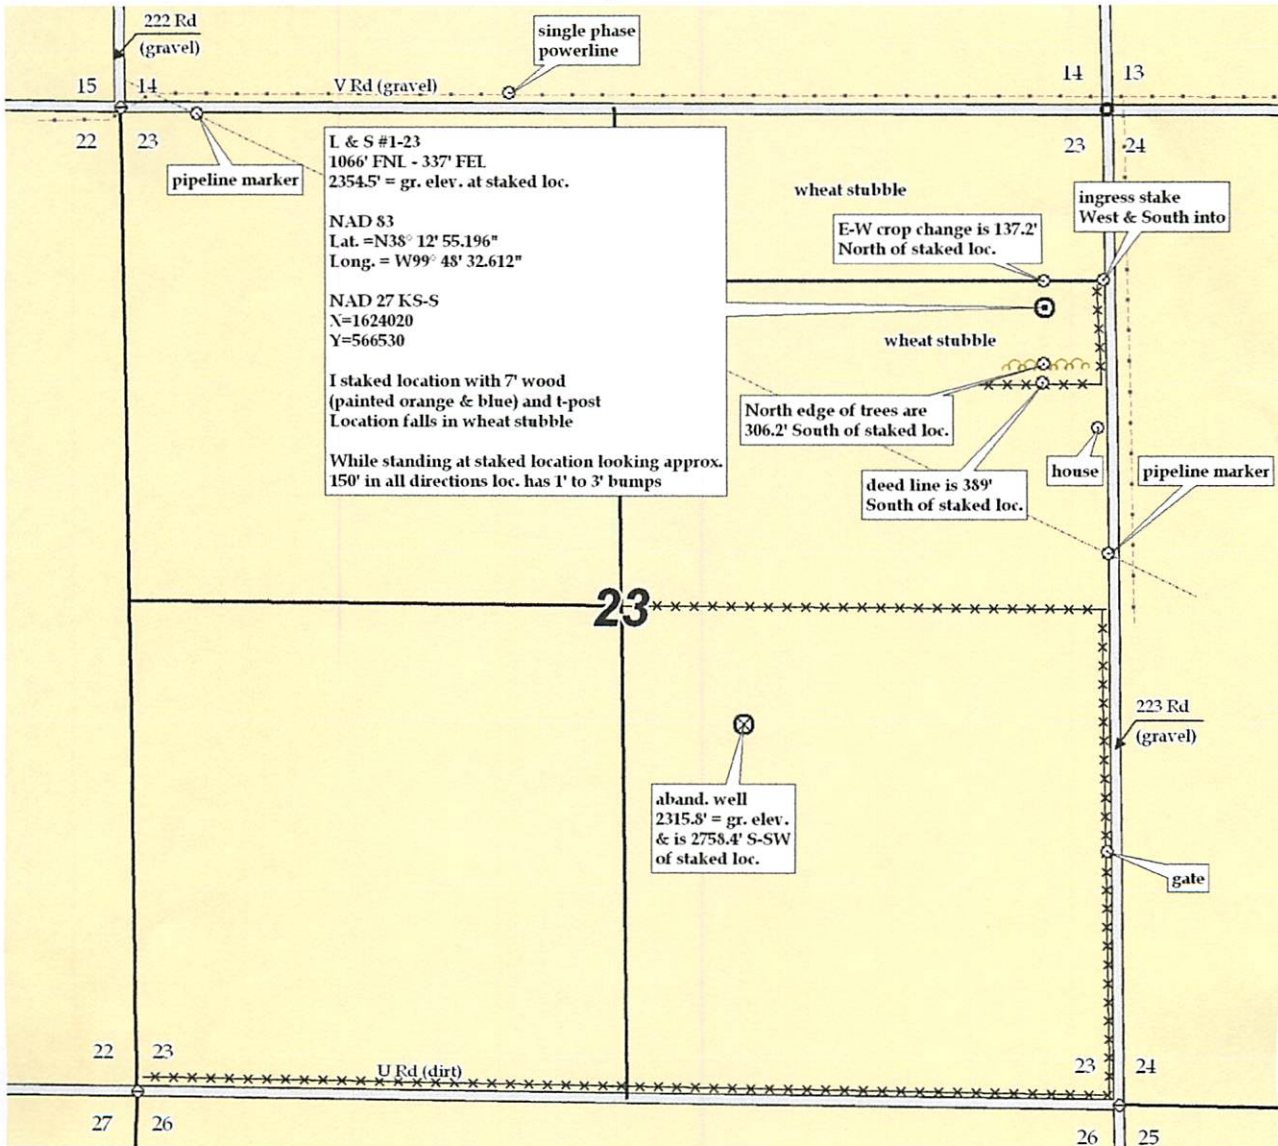 222 Rd
(gravel)
single phase
powerline
15
14
V Rd (gravel)
14
13
22
23
23
24
pipeline marker
L & S #1-23
1066' FNL - 337' FEL
2354.5' = gr. elev. at staked loc.
NAD 83
Lat. =N38° 12' 55.196"
Long. = W99° 48' 32.612"
NAD 27 KS-S
X=1624020
Y=566530
I staked location with 7' wood
(painted orange & blue) and t-post
Location falls in wheat stubble
While standing at staked location looking approx.
150' in all directions loc. has 1' to 3' bumps
wheat stubble
ingress stake
West & South into
E-W crop change is 137.2'
North of staked loc.
wheat stubble
North edge of trees are
306.2' South of staked loc.
house
pipeline marker
deed line is 389'
South of staked loc.
23
223 Rd
(gravel)
aband. well
2315.8' = gr. elev.
& is 2758.4' S-SW
of staked loc.
gate
22
23
U Rd (dirt)
23
24
27
26
26
25